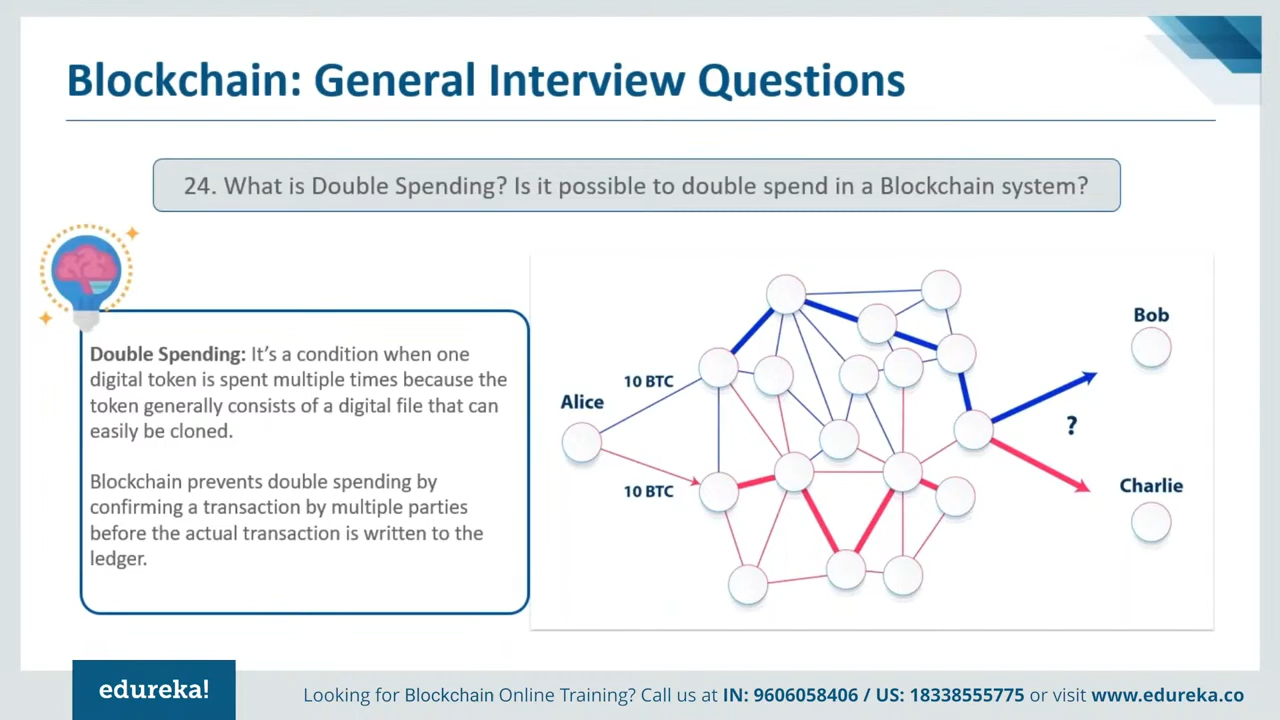 Blockchain: General Interview Questions
24. What is Double Spending? Is it possible to double spend in a Blockchain system?
Double Spending: It's a condition when one
digital token is spent multiple times because the
token generally consists of a digital file that can
easily be cloned.
Blockchain prevents double spending by
confirming a transaction by multiple parties
before the actual transaction is written to the
ledger.
Alice
10 BTC
10 BTC
Bob
?
Charlie
edureka!
Looking for Blockchain Online Training? Call us at IN: 9606058406 / US: 18338555775 or visit www.edureka.co